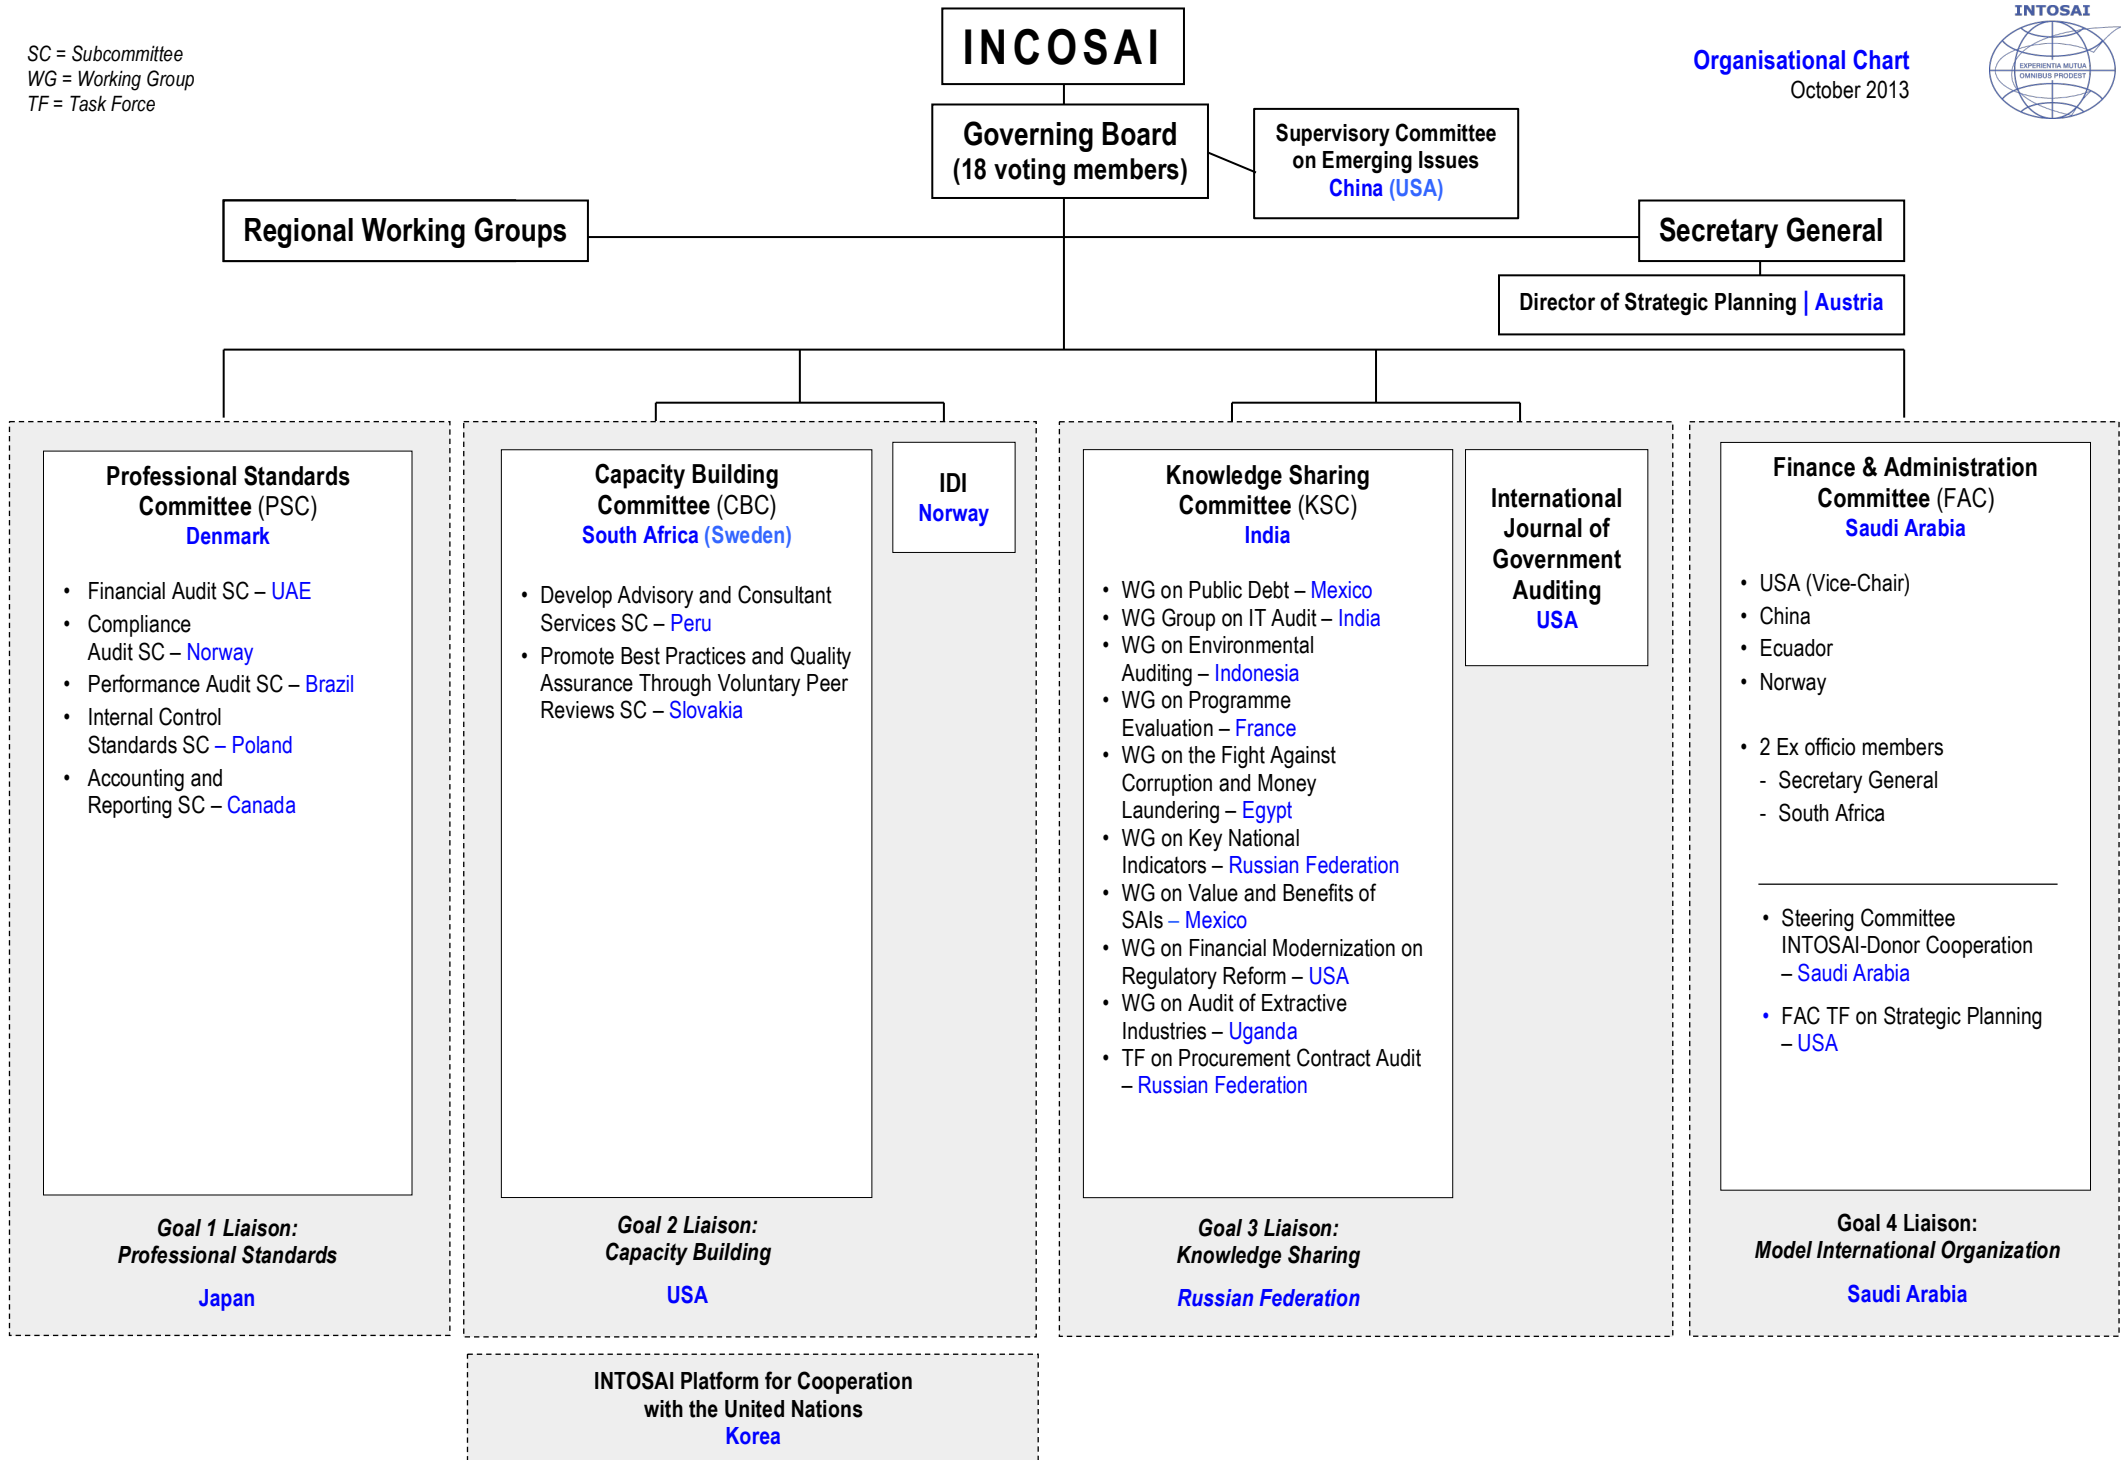 SC = Subcommittee
WG = Working Group
TF = Task Force
INCOSAI
Organisational Chart
October 2013
INTOSAI
EXPERIENTIA MUTUA
OMNIBUS PRODEST
Governing Board
(18 voting members)
Supervisory Committee
on Emerging Issues
China (USA)
Regional Working Groups
Secretary General
Director of Strategic Planning | Austria
Professional Standards
Committee (PSC)
Denmark
• Financial Audit SC – UAE
• Compliance
Audit SC – Norway
• Performance Audit SC – Brazil
• Internal Control
Standards SC – Poland
• Accounting and
Reporting SC – Canada
Goal 1 Liaison:
Professional Standards
Japan
Capacity Building
Committee (CBC)
South Africa (Sweden)
• Develop Advisory and Consultant
Services SC – Peru
• Promote Best Practices and Quality
Assurance Through Voluntary Peer
Reviews SC – Slovakia
IDI
Norway
Goal 2 Liaison:
Capacity Building
USA
Knowledge Sharing
Committee (KSC)
India
• WG on Public Debt – Mexico
• WG Group on IT Audit – India
• WG on Environmental
Auditing – Indonesia
• WG on Programme
Evaluation – France
• WG on the Fight Against
Corruption and Money
Laundering – Egypt
• WG on Key National
Indicators – Russian Federation
• WG on Value and Benefits of
SAIs – Mexico
• WG on Financial Modernization on
Regulatory Reform – USA
• WG on Audit of Extractive
Industries – Uganda
• TF on Procurement Contract Audit
– Russian Federation
International
Journal of
Government
Auditing
USA
Goal 3 Liaison:
Knowledge Sharing
Russian Federation
Finance & Administration
Committee (FAC)
Saudi Arabia
• USA (Vice-Chair)
• China
• Ecuador
• Norway
• 2 Ex officio members
- Secretary General
- South Africa
• Steering Committee
INTOSAI-Donor Cooperation
– Saudi Arabia
• FAC TF on Strategic Planning
– USA
Goal 4 Liaison:
Model International Organization
Saudi Arabia
INTOSAI Platform for Cooperation
with the United Nations
Korea